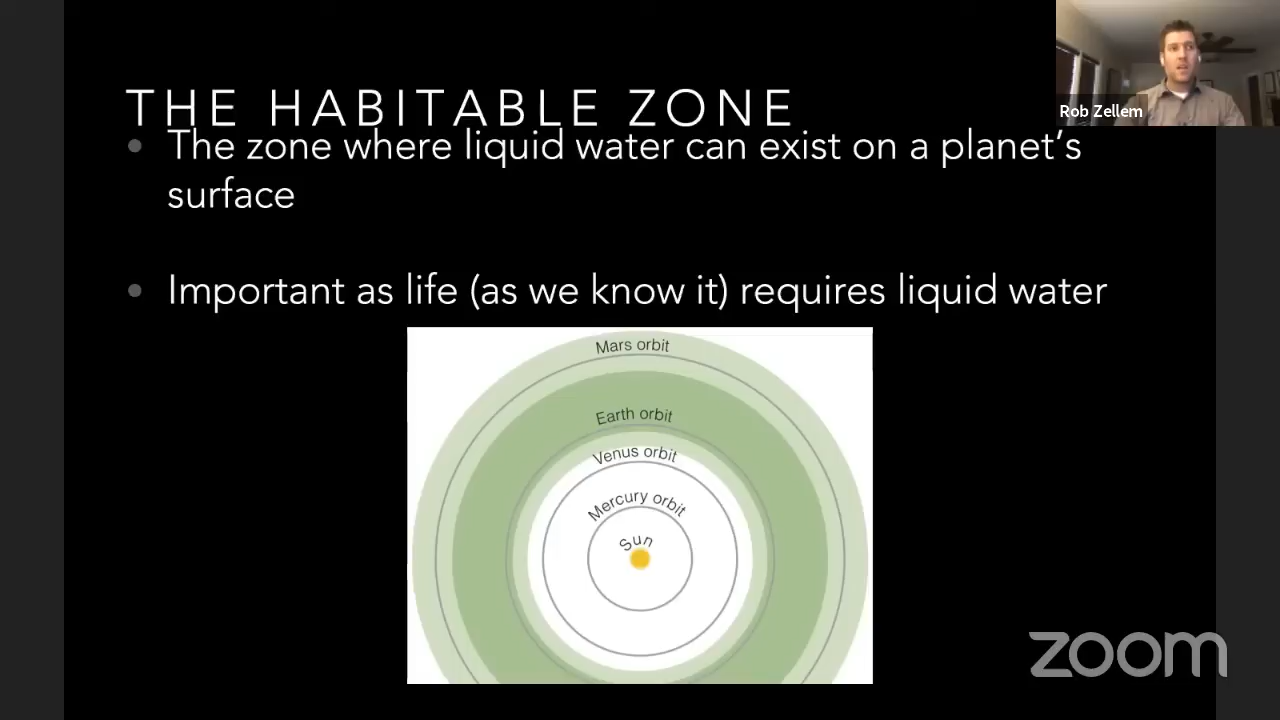 THE HABITABLE ZONE
Rob Zellem
• The zone where liquid water can exist on a planet’s
surface
• Important as life (as we know it) requires liquid water
Mars orbit
Earth orbit
Venus orbit
Mercury orbit
Sun
zoom